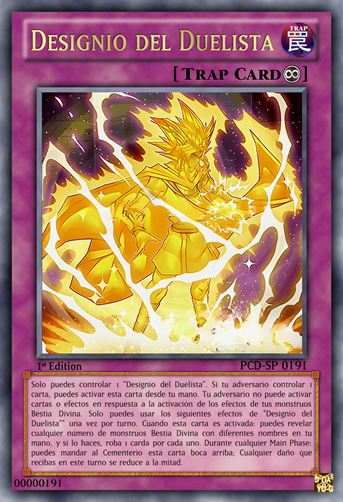 DESIGNIO DEL DUELISTA
TRAP
罠
[TRAP CARD]
1st Edition
PCD-SP 0191
Solo puedes controlar 1 "Designio del Duelista". Si tu adversario controlar 1
carta, puedes activar esta carta desde tu mano. Tu adversario no puede activar
cartas o efectos en respuesta a la activación de los efectos de tus monstruos
Bestia Divina. Solo puedes usar los siguientes efectos de "Designio del
Duelista"" una vez por turno. Cuando esta carta es activada: puedes revelar
cualquier número de monstruos Bestia Divina con diferentes nombres en tu
mano, y si lo haces, roba 1 carda por cada uno. Durante cualquier Main Phase:
puedes mandar al Cementerio esta carta boca arriba; Cualquier daño que
recibas en este turno se reduce a la mitad.
00000191